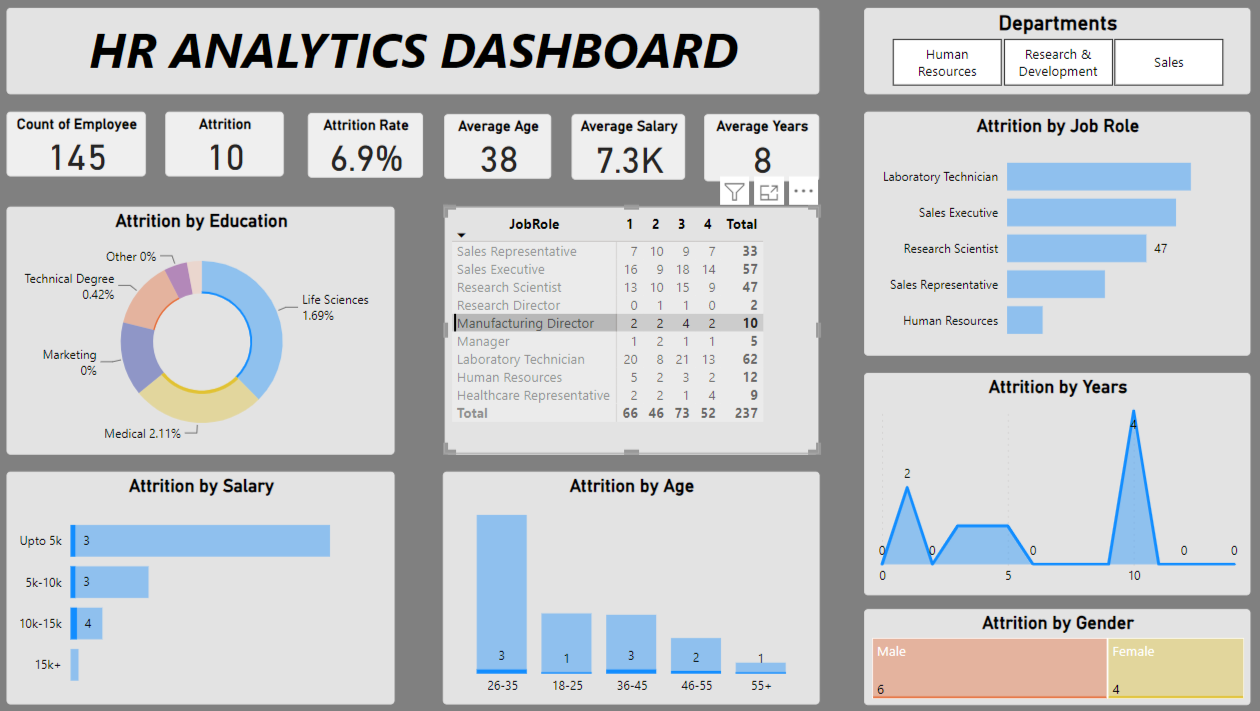 HR ANALYTICS DASHBOARD
Departments
Human
Resources
Research &
Development
Sales
Count of Employee
145
Attrition
10
Attrition Rate
6.9%
Average Age
38
Average Salary
7.3K
Average Years
8
Attrition by Job Role
Laboratory Technician
Sales Executive
Research Scientist 47
Sales Representative
Human Resources
Attrition by Education
Other 0%
Technical Degree
0.42%
Life Sciences
1.69%
Marketing
0%
Medical 2.11%
JobRole 1 2 3 4 Total
Sales Representative 7 10 9 7 33
Sales Executive 16 9 18 14 57
Research Scientist 13 10 15 9 47
Research Director 0 1 1 0 2
Manufacturing Director 2 2 4 2 10
Manager 1 2 1 1 5
Laboratory Technician 20 8 21 13 62
Human Resources 5 2 3 2 12
Healthcare Representative 2 2 1 4 9
Total 66 46 73 52 237
Attrition by Years
4
2
0 0 0 0 0
0 5 10
Attrition by Salary
Upto 5k 3
5k-10k 3
10k-15k 4
15k+
Attrition by Age
3 1 3 2 1
26-35 18-25 36-45 46-55 55+
Attrition by Gender
Male Female
6 4